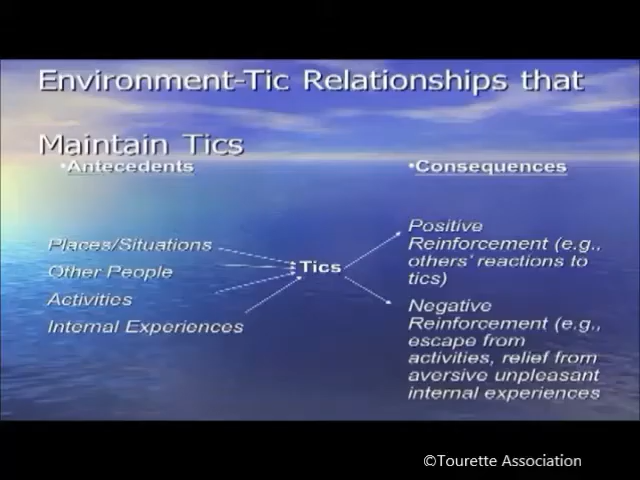 Environment-Tic Relationships that
Maintain Tics
•Antecedents
•Consequences
Places/Situations
Other People
Activities
Internal Experiences
Tics
Positive
Reinforcement (e.g.,
others' reactions to
tics)
Negative
Reinforcement (e.g.,
escape from
activities, relief from
aversive unpleasant
internal experiences
©Tourette Association